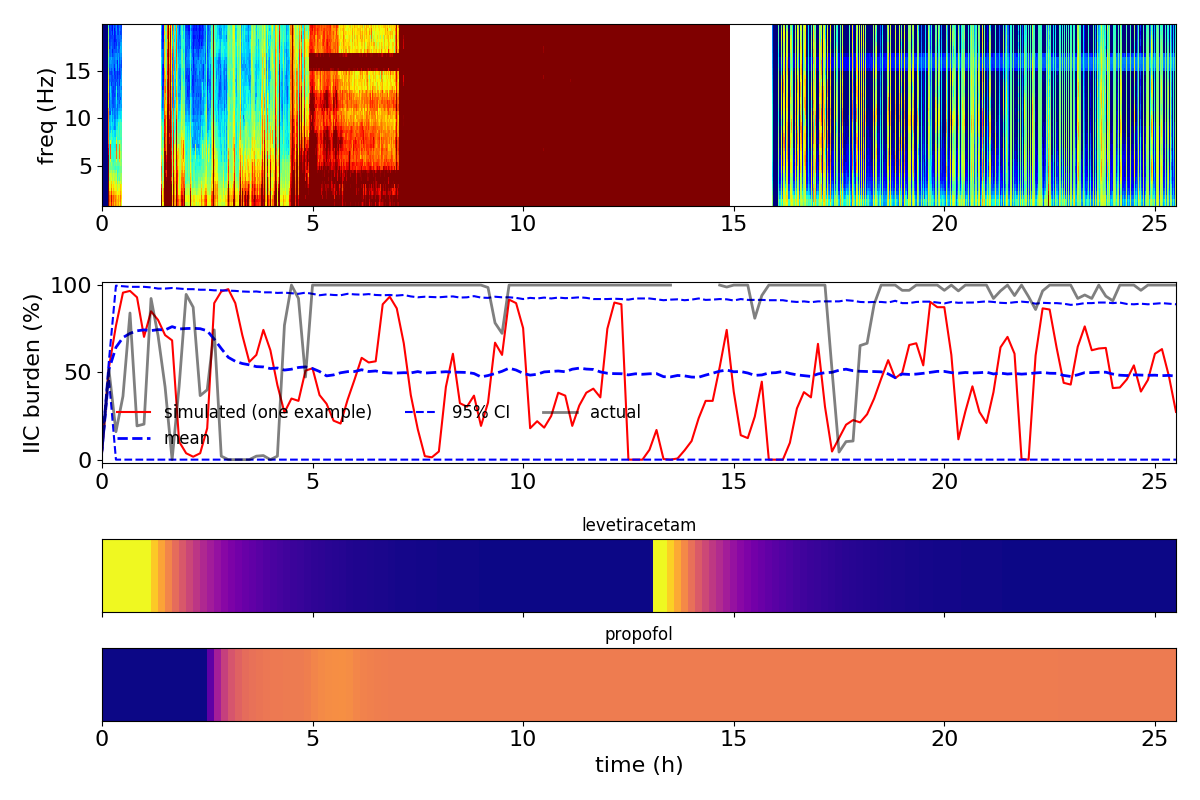 freq (Hz)
15
10
5
0 5 10 15 20 25
IIC burden (%)
100
50
0
simulated (one example) 95% CI actual
mean
0 5 10 15 20 25
levetiracetam
propofol
0 5 10 15 20 25
time (h)